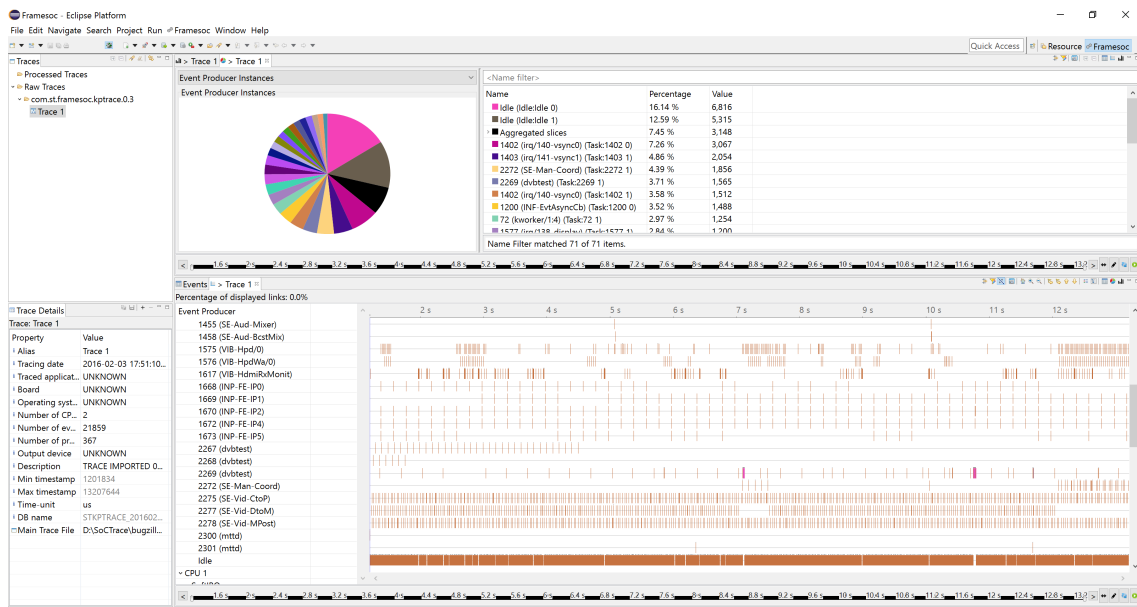 Framesoc - Eclipse Platform
File Edit Navigate Search Project Run Framesoc Window Help
Quick Access Resource Framesoc
Traces
Processed Traces
Raw Traces
com.st.framesoc.kptrace.0.3
Trace 1
> Trace 1 > Trace 1
Event Producer Instances
Event Producer Instances
<Name filter>
Name Percentage Value
Idle (Idle:Idle 0) 16.14 % 6,816
Idle (Idle:Idle 1) 12.59 % 5,315
Aggregated slices 7.45 % 3,148
1402 (irq/140-vsync0) (Task:1402 0) 7.26 % 3,067
1403 (irq/141-vsync1) (Task:1403 1) 4.86 % 2,054
2272 (SE-Man-Coord) (Task:2272 1) 4.39 % 1,856
2269 (dvbtest) (Task:2269 1) 3.71 % 1,565
1402 (irq/140-vsync0) (Task:1402 1) 3.58 % 1,512
1200 (INF-EvtAsyncCb) (Task:1200 0) 3.52 % 1,488
72 (kworker/1:4) (Task:72 1) 2.97 % 1,254
1577 (irq/138-display) (Task:1577 1) 2.84 % 1,200
Name Filter matched 71 of 71 items.
< 1.6 s 2 s 2.4 s 2.8 s 3.2 s 3.6 s 4 s 4.4 s 4.8 s 5.2 s 5.6 s 6 s 6.4 s 6.8 s 7.2 s 7.6 s 8 s 8.4 s 8.8 s 9.2 s 9.6 s 10 s 10.4 s 10.8 s 11.2 s 11.6 s 12 s 12.4 s 12.8 s 13.2 >
Events > Trace 1
Percentage of displayed links: 0.0%
Event Producer 2 s 3 s 4 s 5 s 6 s 7 s 8 s 9 s 10 s 11 s 12 s
1455 (SE-Aud-Mixer)
1458 (SE-Aud-BcstMix)
1575 (VIB-Hpd/0)
1576 (VIB-HpdWa/0)
1617 (VIB-HdmiRxMonit)
1668 (INP-FE-IP0)
1669 (INP-FE-IP1)
1670 (INP-FE-IP2)
1672 (INP-FE-IP4)
1673 (INP-FE-IP5)
2267 (dvbtest)
2268 (dvbtest)
2269 (dvbtest)
2272 (SE-Man-Coord)
2275 (SE-Vid-CtoP)
2277 (SE-Vid-DtoM)
2278 (SE-Vid-MPost)
2300 (mttd)
2301 (mttd)
Idle
CPU 1
< 1.6 s 2 s 2.4 s 2.8 s 3.2 s 3.6 s 4 s 4.4 s 4.8 s 5.2 s 5.6 s 6 s 6.4 s 6.8 s 7.2 s 7.6 s 8 s 8.4 s 8.8 s 9.2 s 9.6 s 10 s 10.4 s 10.8 s 11.2 s 11.6 s 12 s 12.4 s 12.8 s 13.2 >
Trace Details
Trace: Trace 1
Property Value
Alias Trace 1
Tracing date 2016-02-03 17:51:10...
Traced applicat... UNKNOWN
Board UNKNOWN
Operating syst... UNKNOWN
Number of CP... 2
Number of ev... 21859
Number of pr... 367
Output device UNKNOWN
Description TRACE IMPORTED 0...
Min timestamp 1201834
Max timestamp 13207644
Time-unit us
DB name STKPTRACE_201602...
Main Trace File D:\SoCTrace\bugzill...